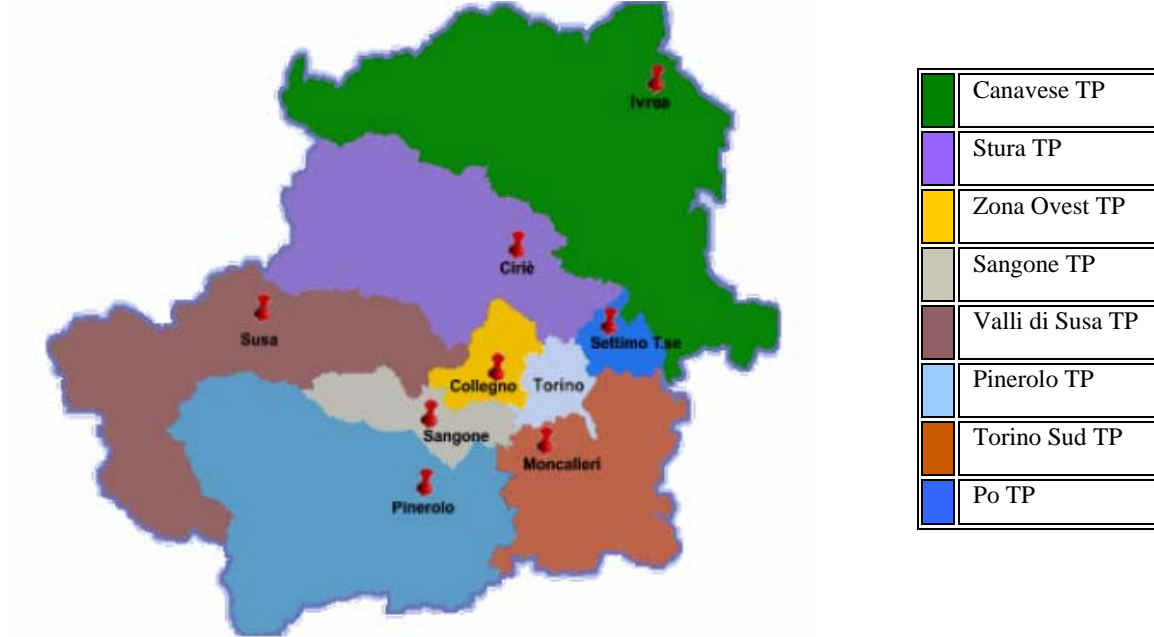 Ivrea
Ciriè
Susa
Settimo T.se
Collegno
Torino
Sangone
Moncalieri
Pinerolo
Canavese TP
Stura TP
Zona Ovest TP
Sangone TP
Valli di Susa TP
Pinerolo TP
Torino Sud TP
Po TP